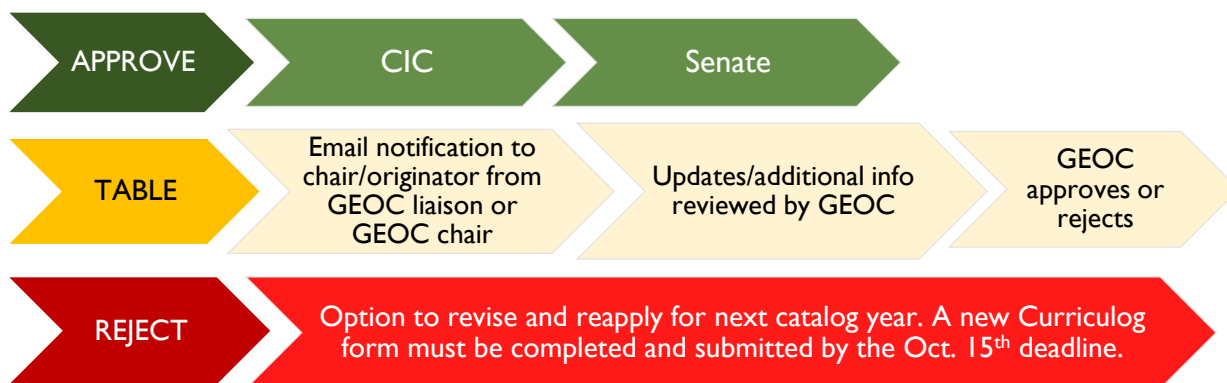 APPROVE
CIC
Senate
TABLE
Email notification to
chair/originator from
GEOC liaison or
GEOC chair
Updates/additional info
reviewed by GEOC
GEOC
approves or
rejects
REJECT
Option to revise and reapply for next catalog year. A new Curriculog
form must be completed and submitted by the Oct. 15th deadline.